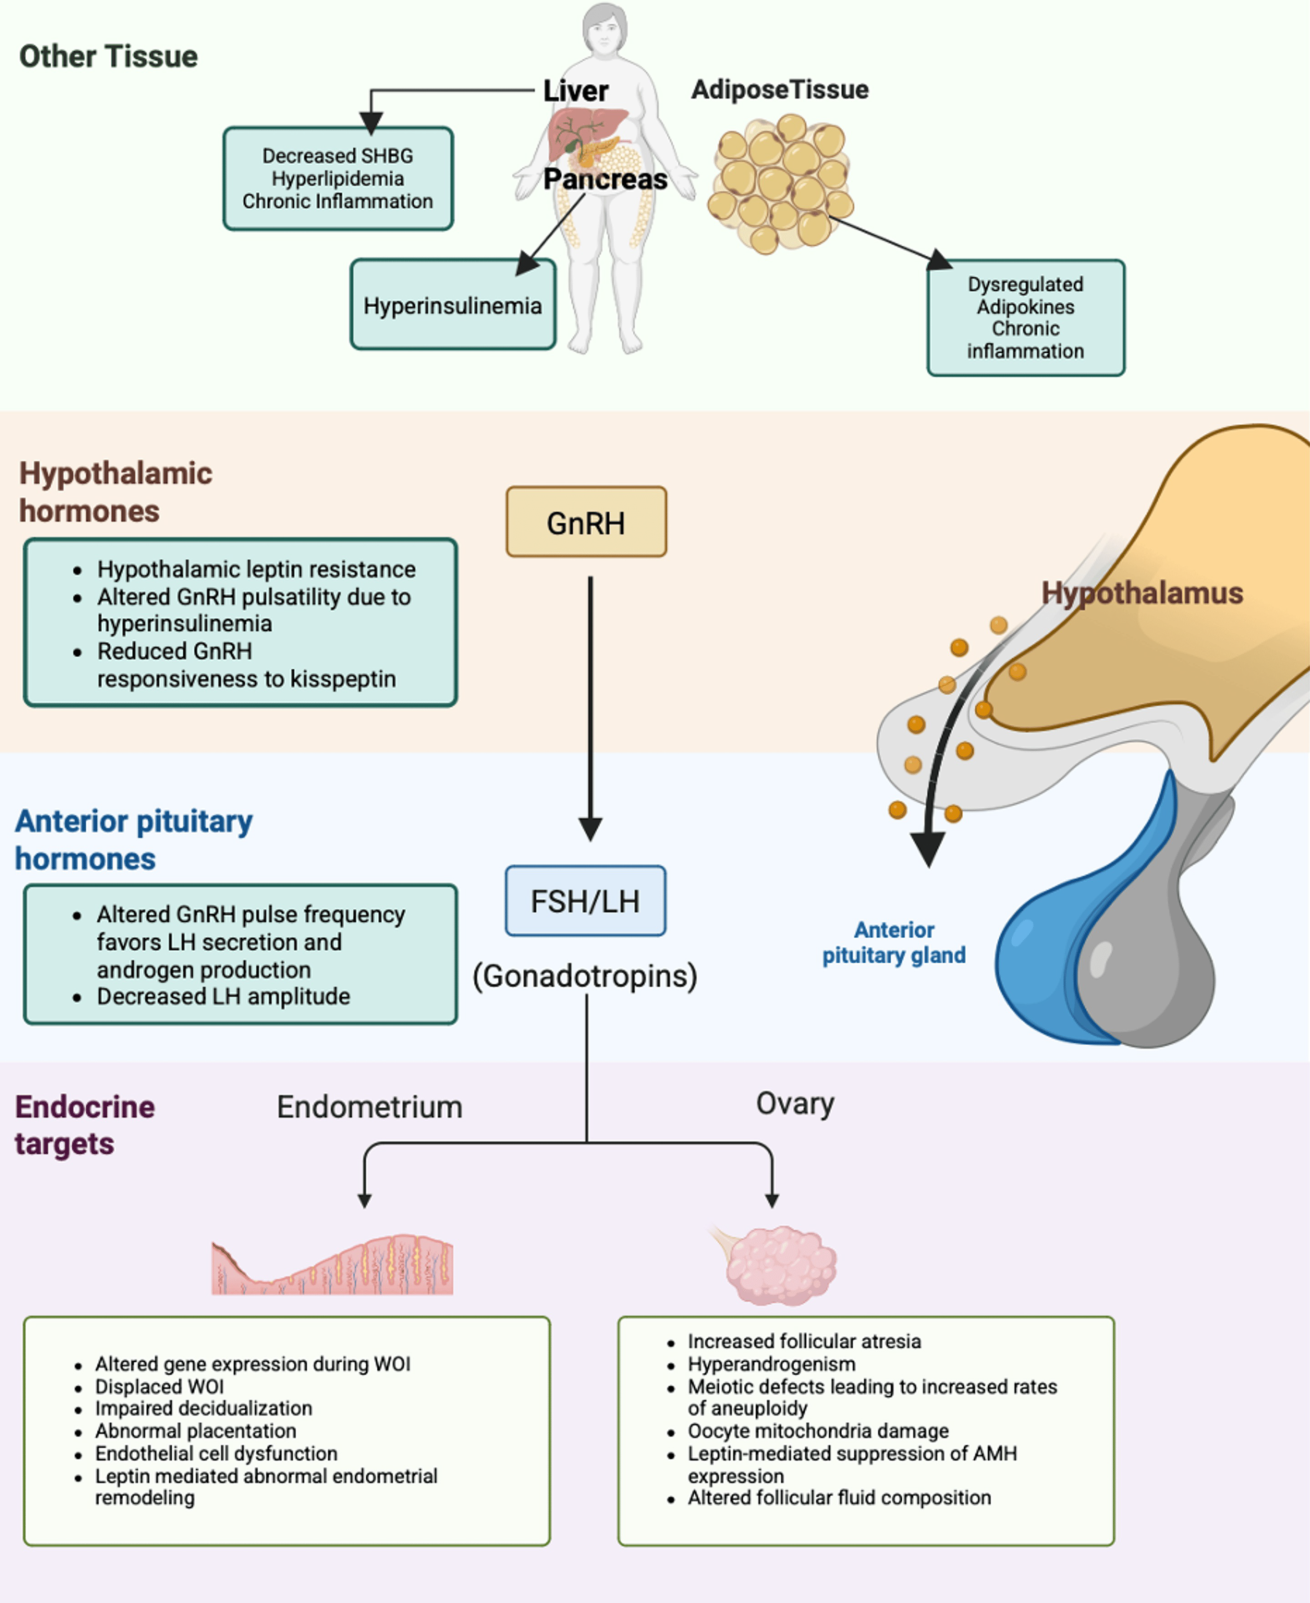 Other Tissue
Liver
AdiposeTissue
Decreased SHBG
Hyperlipidemia
Chronic Inflammation
Pancreas
Hyperinsulinemia
Dysregulated
Adipokines
Chronic
inflammation
Hypothalamic
hormones
• Hypothalamic leptin resistance
• Altered GnRH pulsatility due to
hyperinsulinemia
• Reduced GnRH
responsiveness to kisspeptin
GnRH
Hypothalamus
Anterior pituitary
hormones
• Altered GnRH pulse frequency
favors LH secretion and
androgen production
• Decreased LH amplitude
FSH/LH
(Gonadotropins)
Anterior
pituitary gland
Endocrine
targets
Endometrium
Ovary
• Altered gene expression during WOI
• Displaced WOI
• Impaired decidualization
• Abnormal placentation
• Endothelial cell dysfunction
• Leptin mediated abnormal endometrial
remodeling
• Increased follicular atresia
• Hyperandrogenism
• Meiotic defects leading to increased rates
of aneuploidy
• Oocyte mitochondria damage
• Leptin-mediated suppression of AMH
expression
• Altered follicular fluid composition